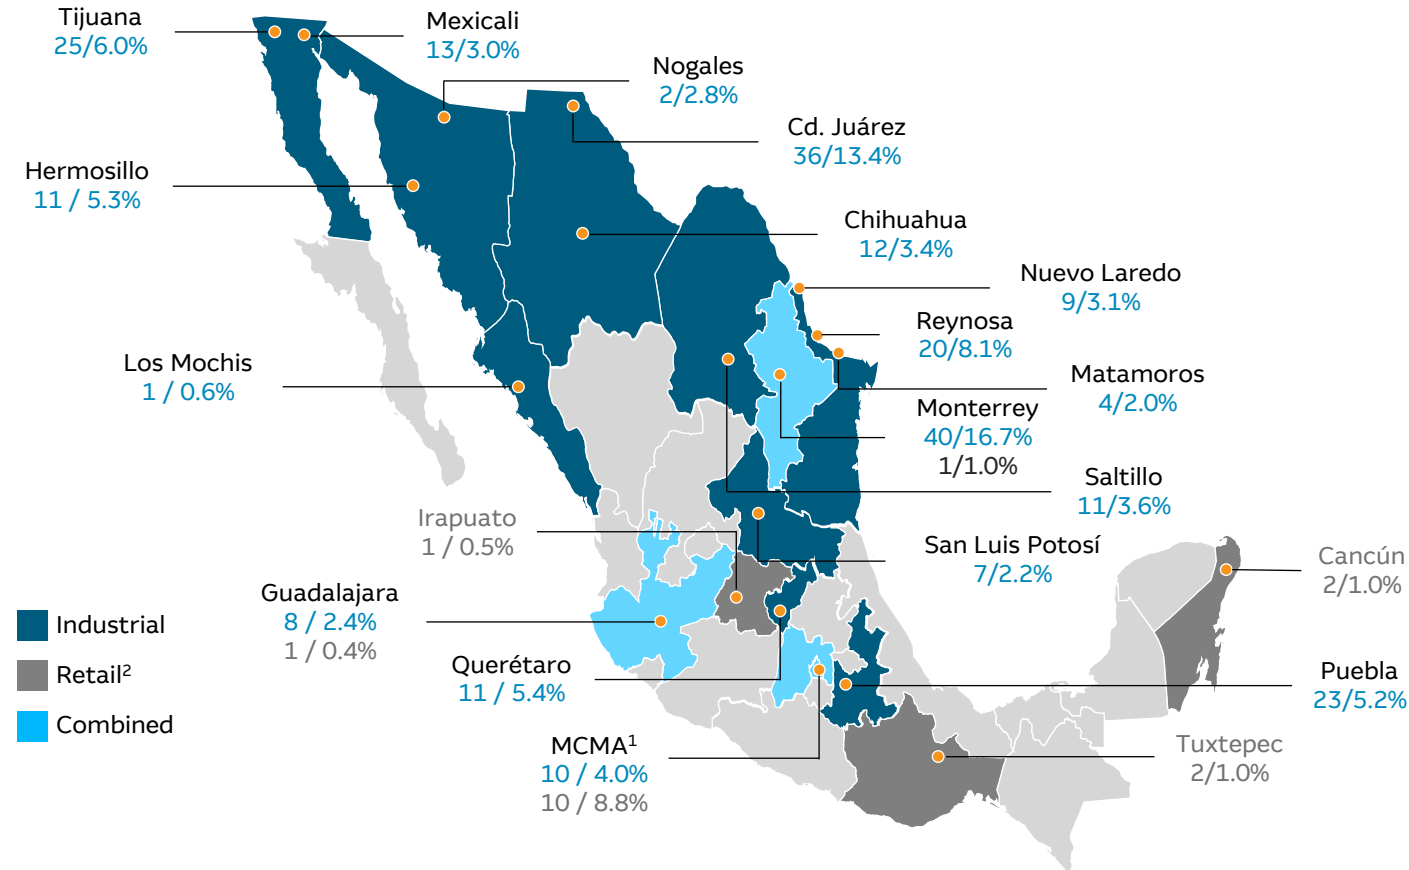 Tijuana
25/6.0%
Mexicali
13/3.0%
Nogales
2/2.8%
Cd. Juárez
36/13.4%
Hermosillo
11 / 5.3%
Chihuahua
12/3.4%
Nuevo Laredo
9/3.1%
Reynosa
20/8.1%
Los Mochis
1 / 0.6%
Matamoros
4/2.0%
Monterrey
40/16.7%
1/1.0%
Saltillo
11/3.6%
Irapuato
1 / 0.5%
San Luis Potosí
7/2.2%
Cancún
2/1.0%
Guadalajara
8 / 2.4%
1 / 0.4%
Industrial
Retail²
Combined
Querétaro
11 / 5.4%
Puebla
23/5.2%
MCMA¹
10 / 4.0%
10 / 8.8%
Tuxtepec
2/1.0%